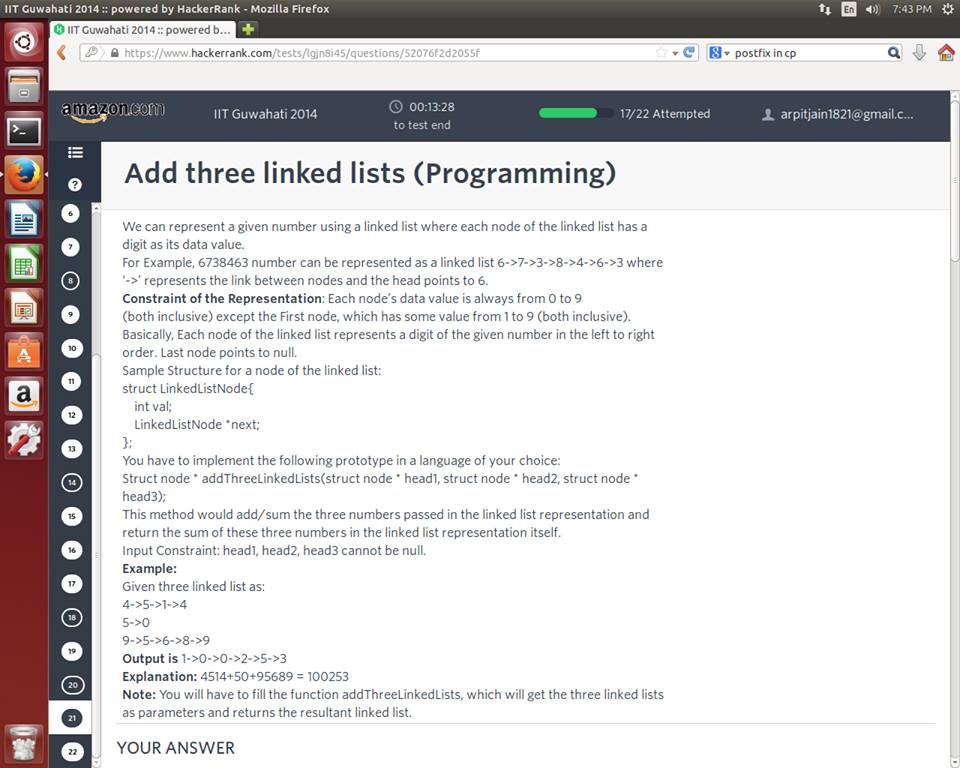 IIT Guwahati 2014 :: powered by HackerRank - Mozilla Firefox
En
7:43 PM
IIT Guwahati 2014 :: powered b...
https://www.hackerrank.com/tests/lgjn8i45/questions/52076f2d2055f
postfix in cp
amazon.com
IIT Guwahati 2014
00:13:28
to test end
17/22 Attempted
arpitjain1821@gmail.c...
Add three linked lists (Programming)
?
6
7
8
9
10
11
12
13
14
15
16
17
18
19
20
21
22
We can represent a given number using a linked list where each node of the linked list has a
digit as its data value.
For Example, 6738463 number can be represented as a linked list 6->7->3->8->4->6->3 where
'->' represents the link between nodes and the head points to 6.
Constraint of the Representation: Each node's data value is always from 0 to 9
(both inclusive) except the First node, which has some value from 1 to 9 (both inclusive).
Basically, Each node of the linked list represents a digit of the given number in the left to right
order. Last node points to null.
Sample Structure for a node of the linked list:
struct LinkedListNode{
int val;
LinkedListNode *next;
};
You have to implement the following prototype in a language of your choice:
Struct node * addThreeLinkedLists(struct node * head1, struct node * head2, struct node *
head3);
This method would add/sum the three numbers passed in the linked list representation and
return the sum of these three numbers in the linked list representation itself.
Input Constraint: head1, head2, head3 cannot be null.
Example:
Given three linked list as:
4->5->1->4
5->0
9->5->6->8->9
Output is 1->0->0->2->5->3
Explanation: 4514+50+95689 = 100253
Note: You will have to fill the function addThreeLinkedLists, which will get the three linked lists
as parameters and returns the resultant linked list.
YOUR ANSWER